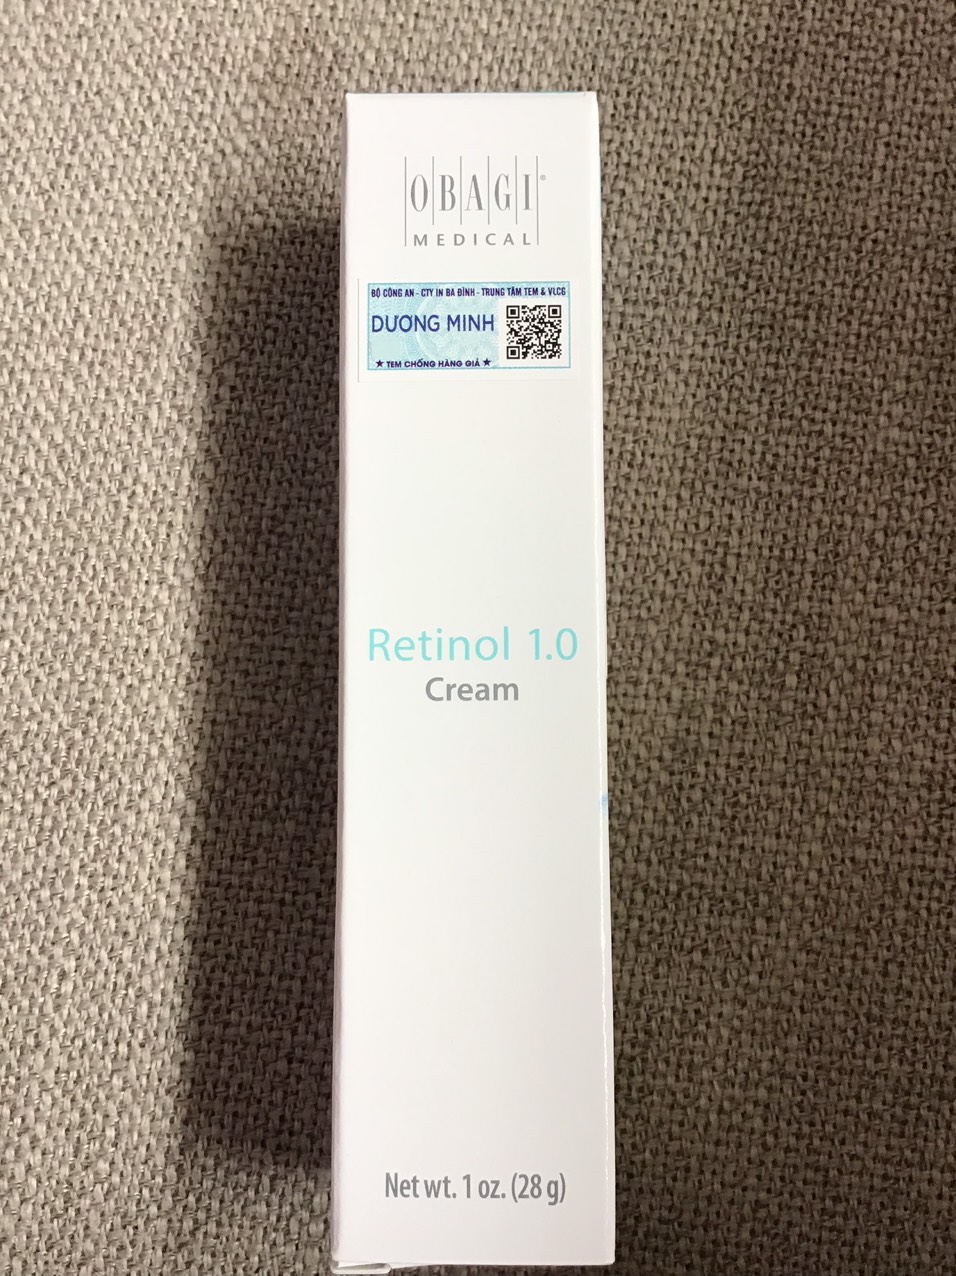 OBAGI®
MEDICAL
BỘ CÔNG AN - CTY IN BA ĐÌNH - TRUNG TÂM TEM & VLCG
DƯƠNG MINH
★ TEM CHỐNG HÀNG GIẢ ★
Retinol 1.0
Cream
Net wt. 1 oz. (28 g)